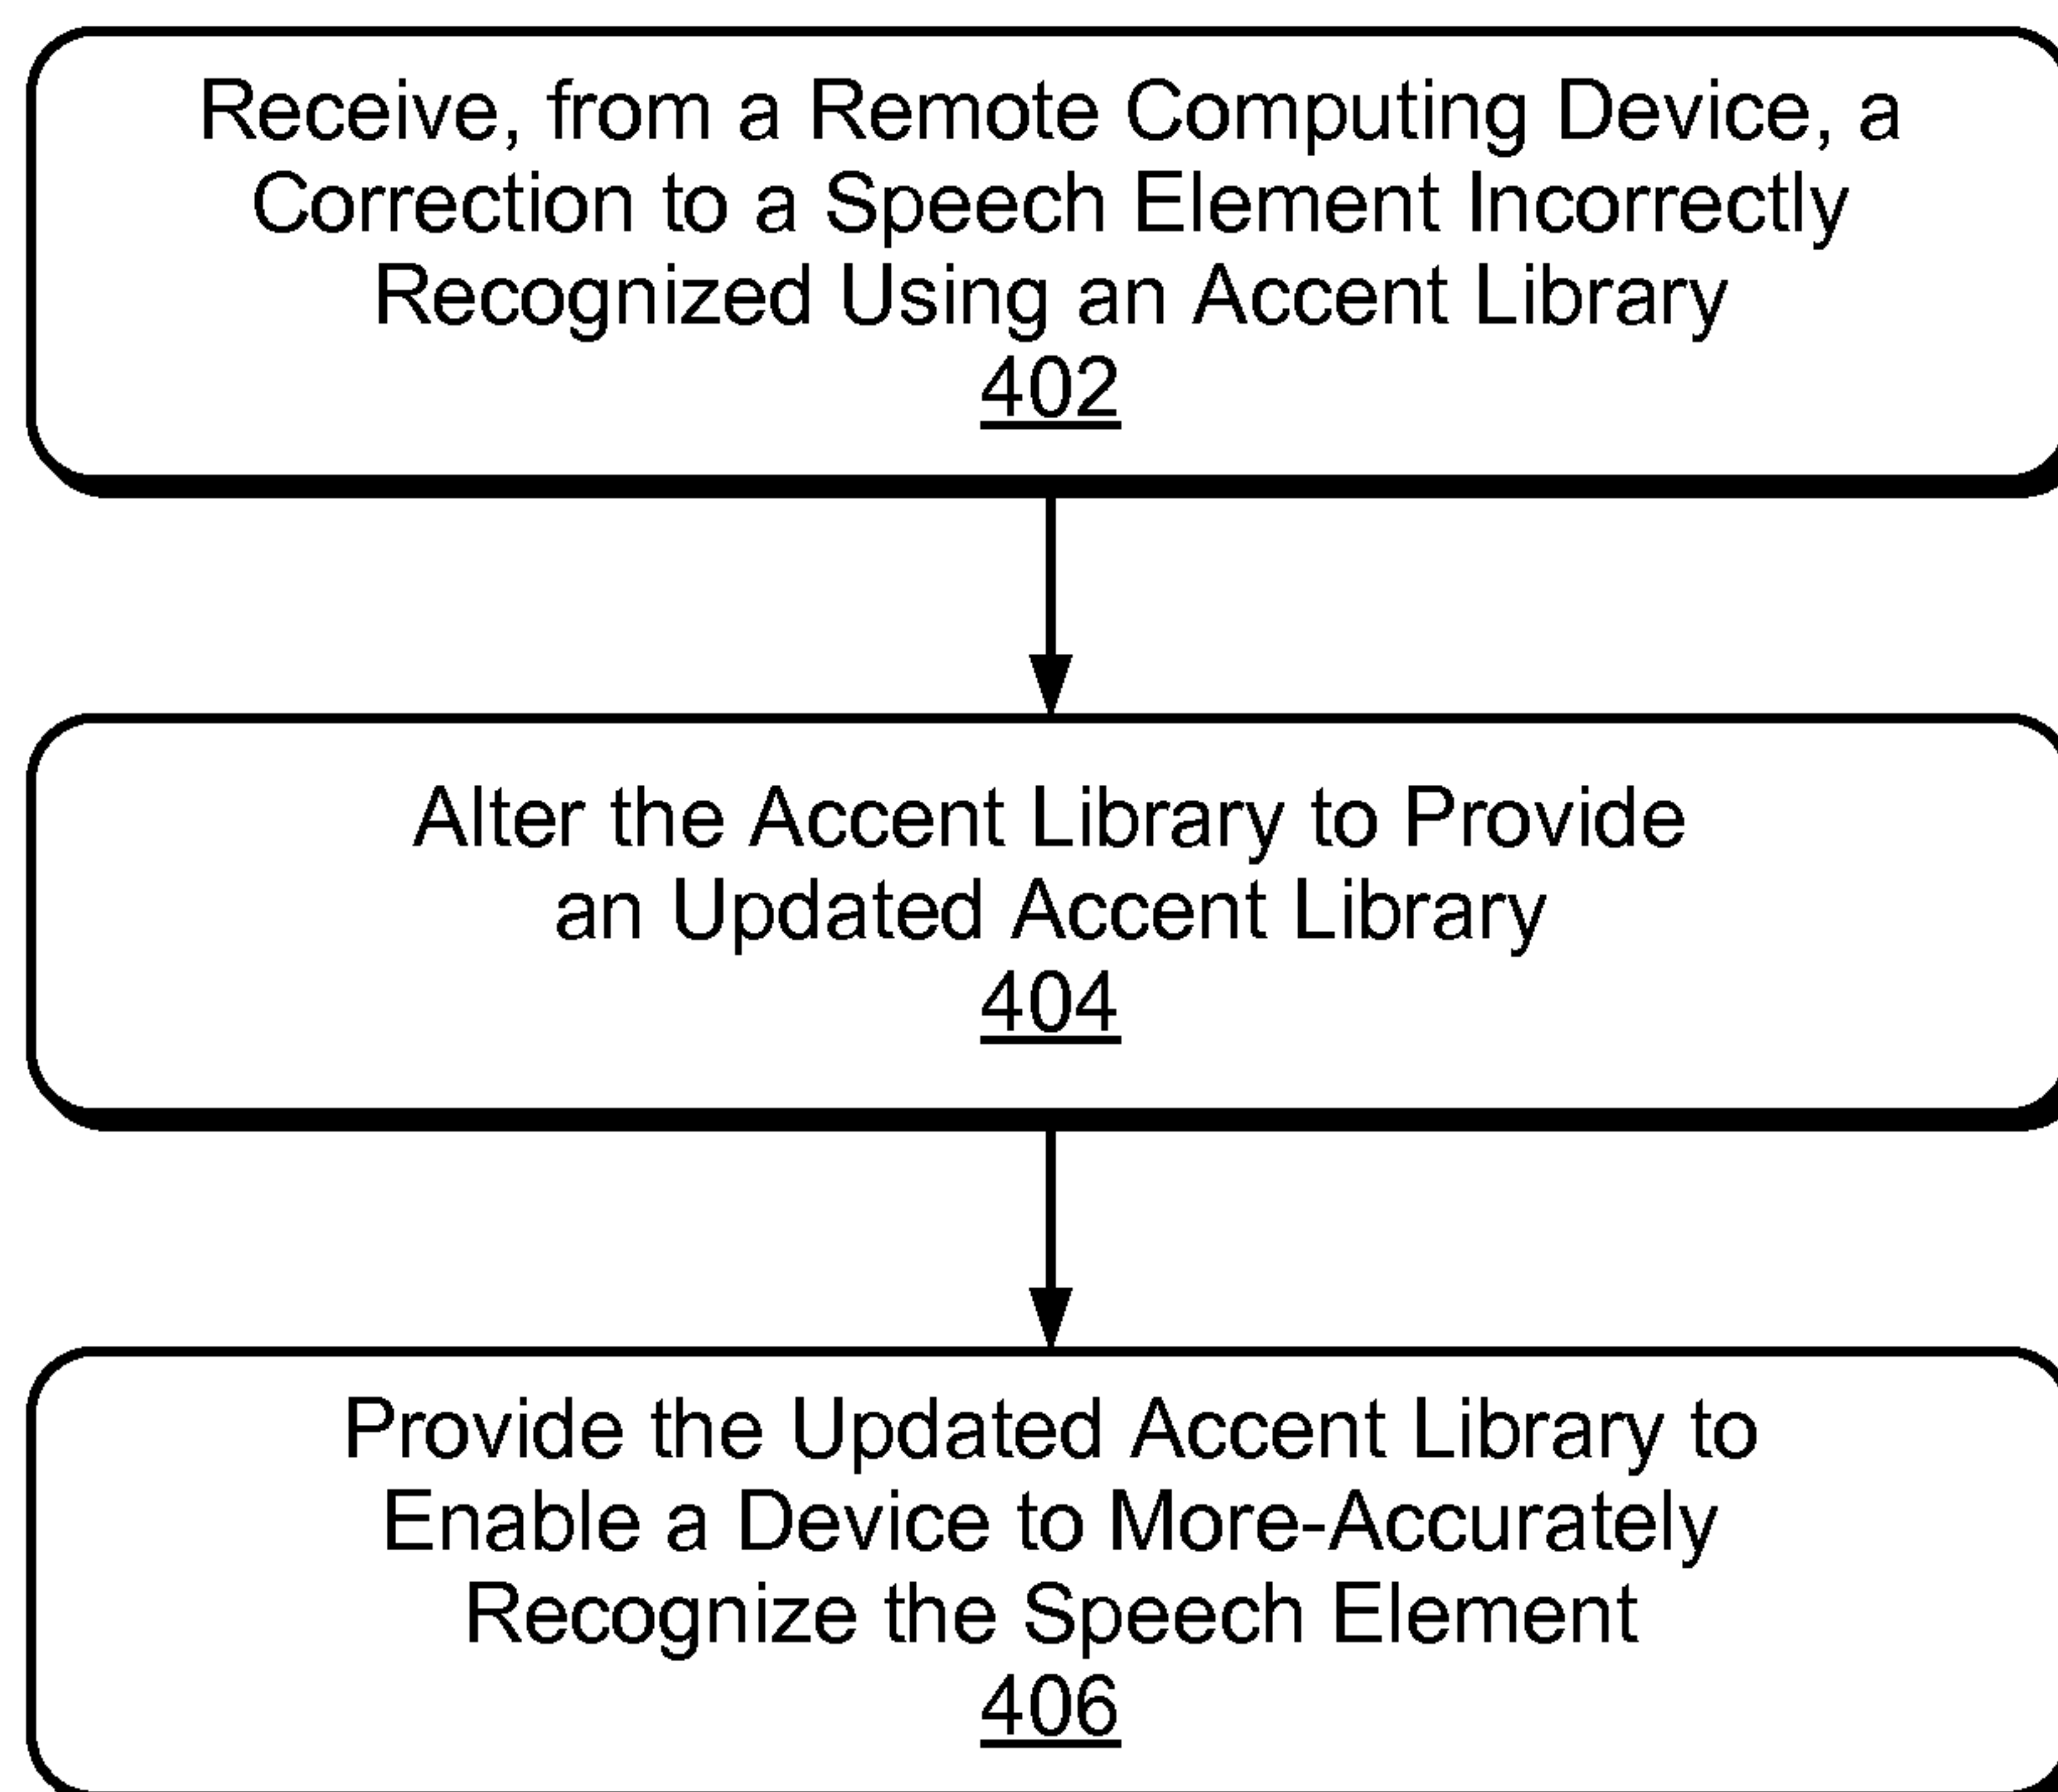 Receive, from a Remote Computing Device, a
Correction to a Speech Element Incorrectly
Recognized Using an Accent Library
402
Alter the Accent Library to Provide
an Updated Accent Library
404
Provide the Updated Accent Library to
Enable a Device to More-Accurately
Recognize the Speech Element
406